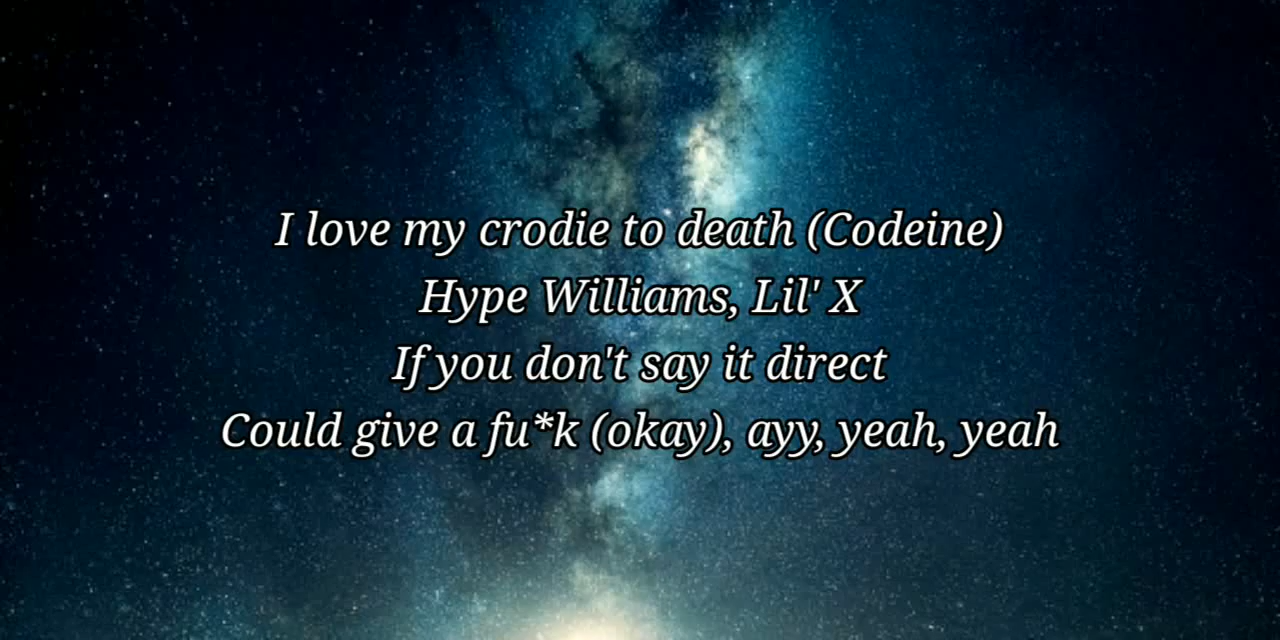 I love my crodie to death (Codeine)
Hype Williams, Lil' X
If you don't say it direct
Could give a fu*k (okay), ayy, yeah, yeah